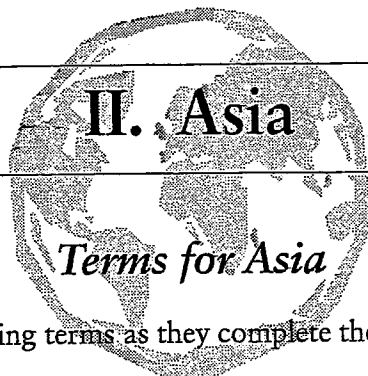 II. Asia
Terms for Asia
ing terms as they complete the